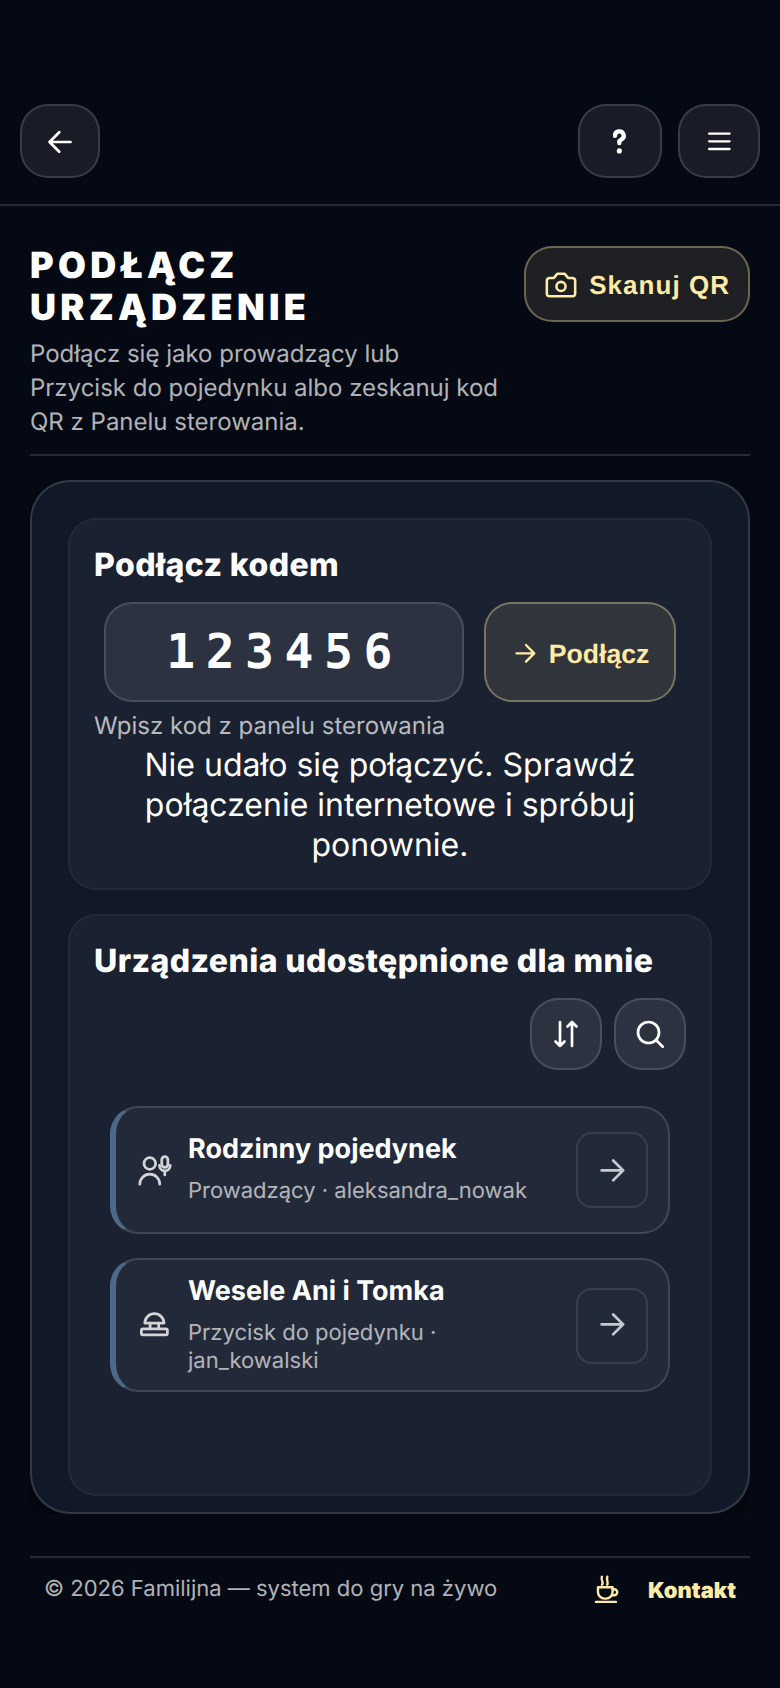 ?
PODŁĄCZ
URZĄDZENIE
Skanuj QR
Podłącz się jako prowadzący lub
Przycisk do pojedynku albo zeskanuj kod
QR z Panelu sterowania.
Podłącz kodem
123456
Podłącz
Wpisz kod z panelu sterowania
Nie udało się połączyć. Sprawdź
połączenie internetowe i spróbuj
ponownie.
Urządzenia udostępnione dla mnie
Rodzinny pojedynek
Prowadzący · aleksandra_nowak
Wesele Ani i Tomka
Przycisk do pojedynku ·
jan_kowalski
© 2026 Familijna — system do gry na żywo
Kontakt